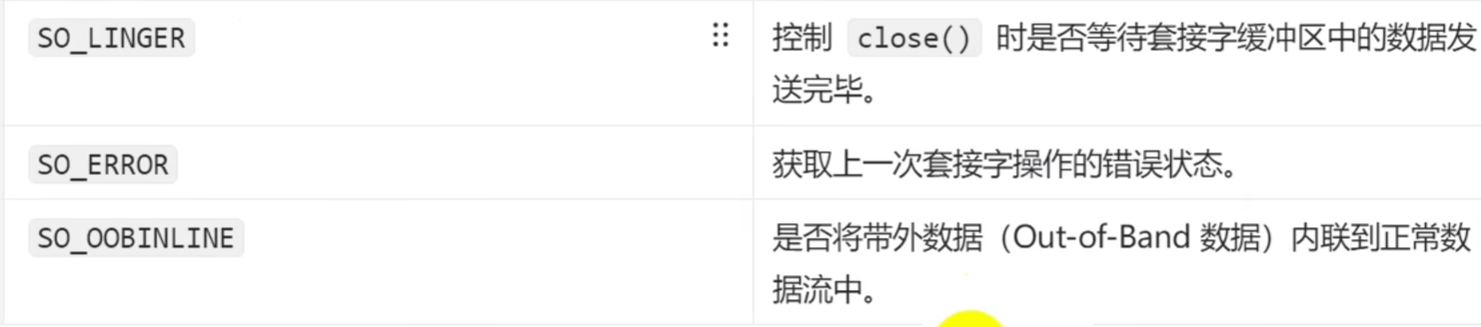 SO_LINGER
控制 close() 时是否等待套接字缓冲区中的数据发
送完毕。
SO_ERROR
获取上一次套接字操作的错误状态。
SO_OOBINLINE
是否将带外数据（Out-of-Band 数据）内联到正常数
据流中。